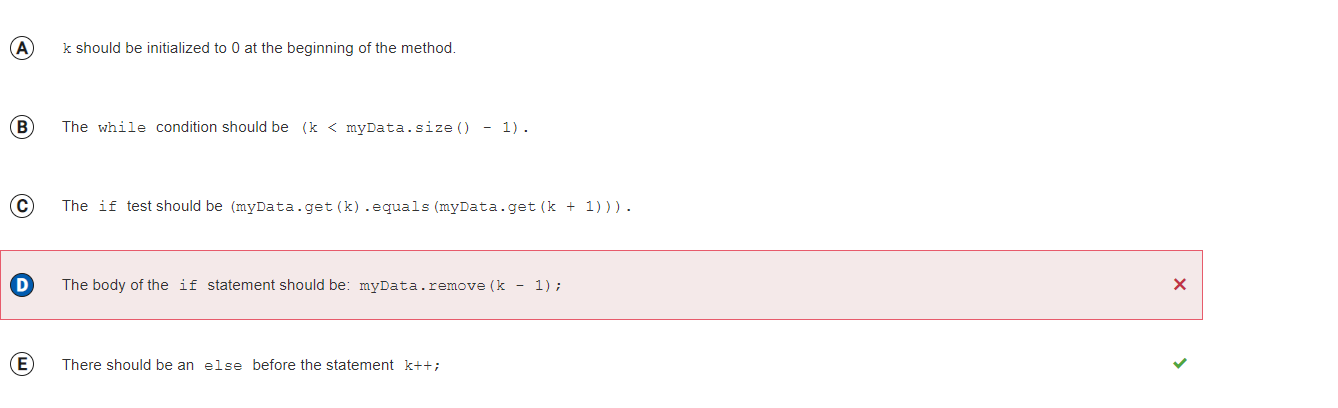 A k should be initialized to 0 at the beginning of the method.
B The while condition should be (k < myData.size() - 1).
C The if test should be (myData.get(k).equals(myData.get(k + 1))).
D The body of the if statement should be: myData.remove(k - 1);
E There should be an else before the statement k++;